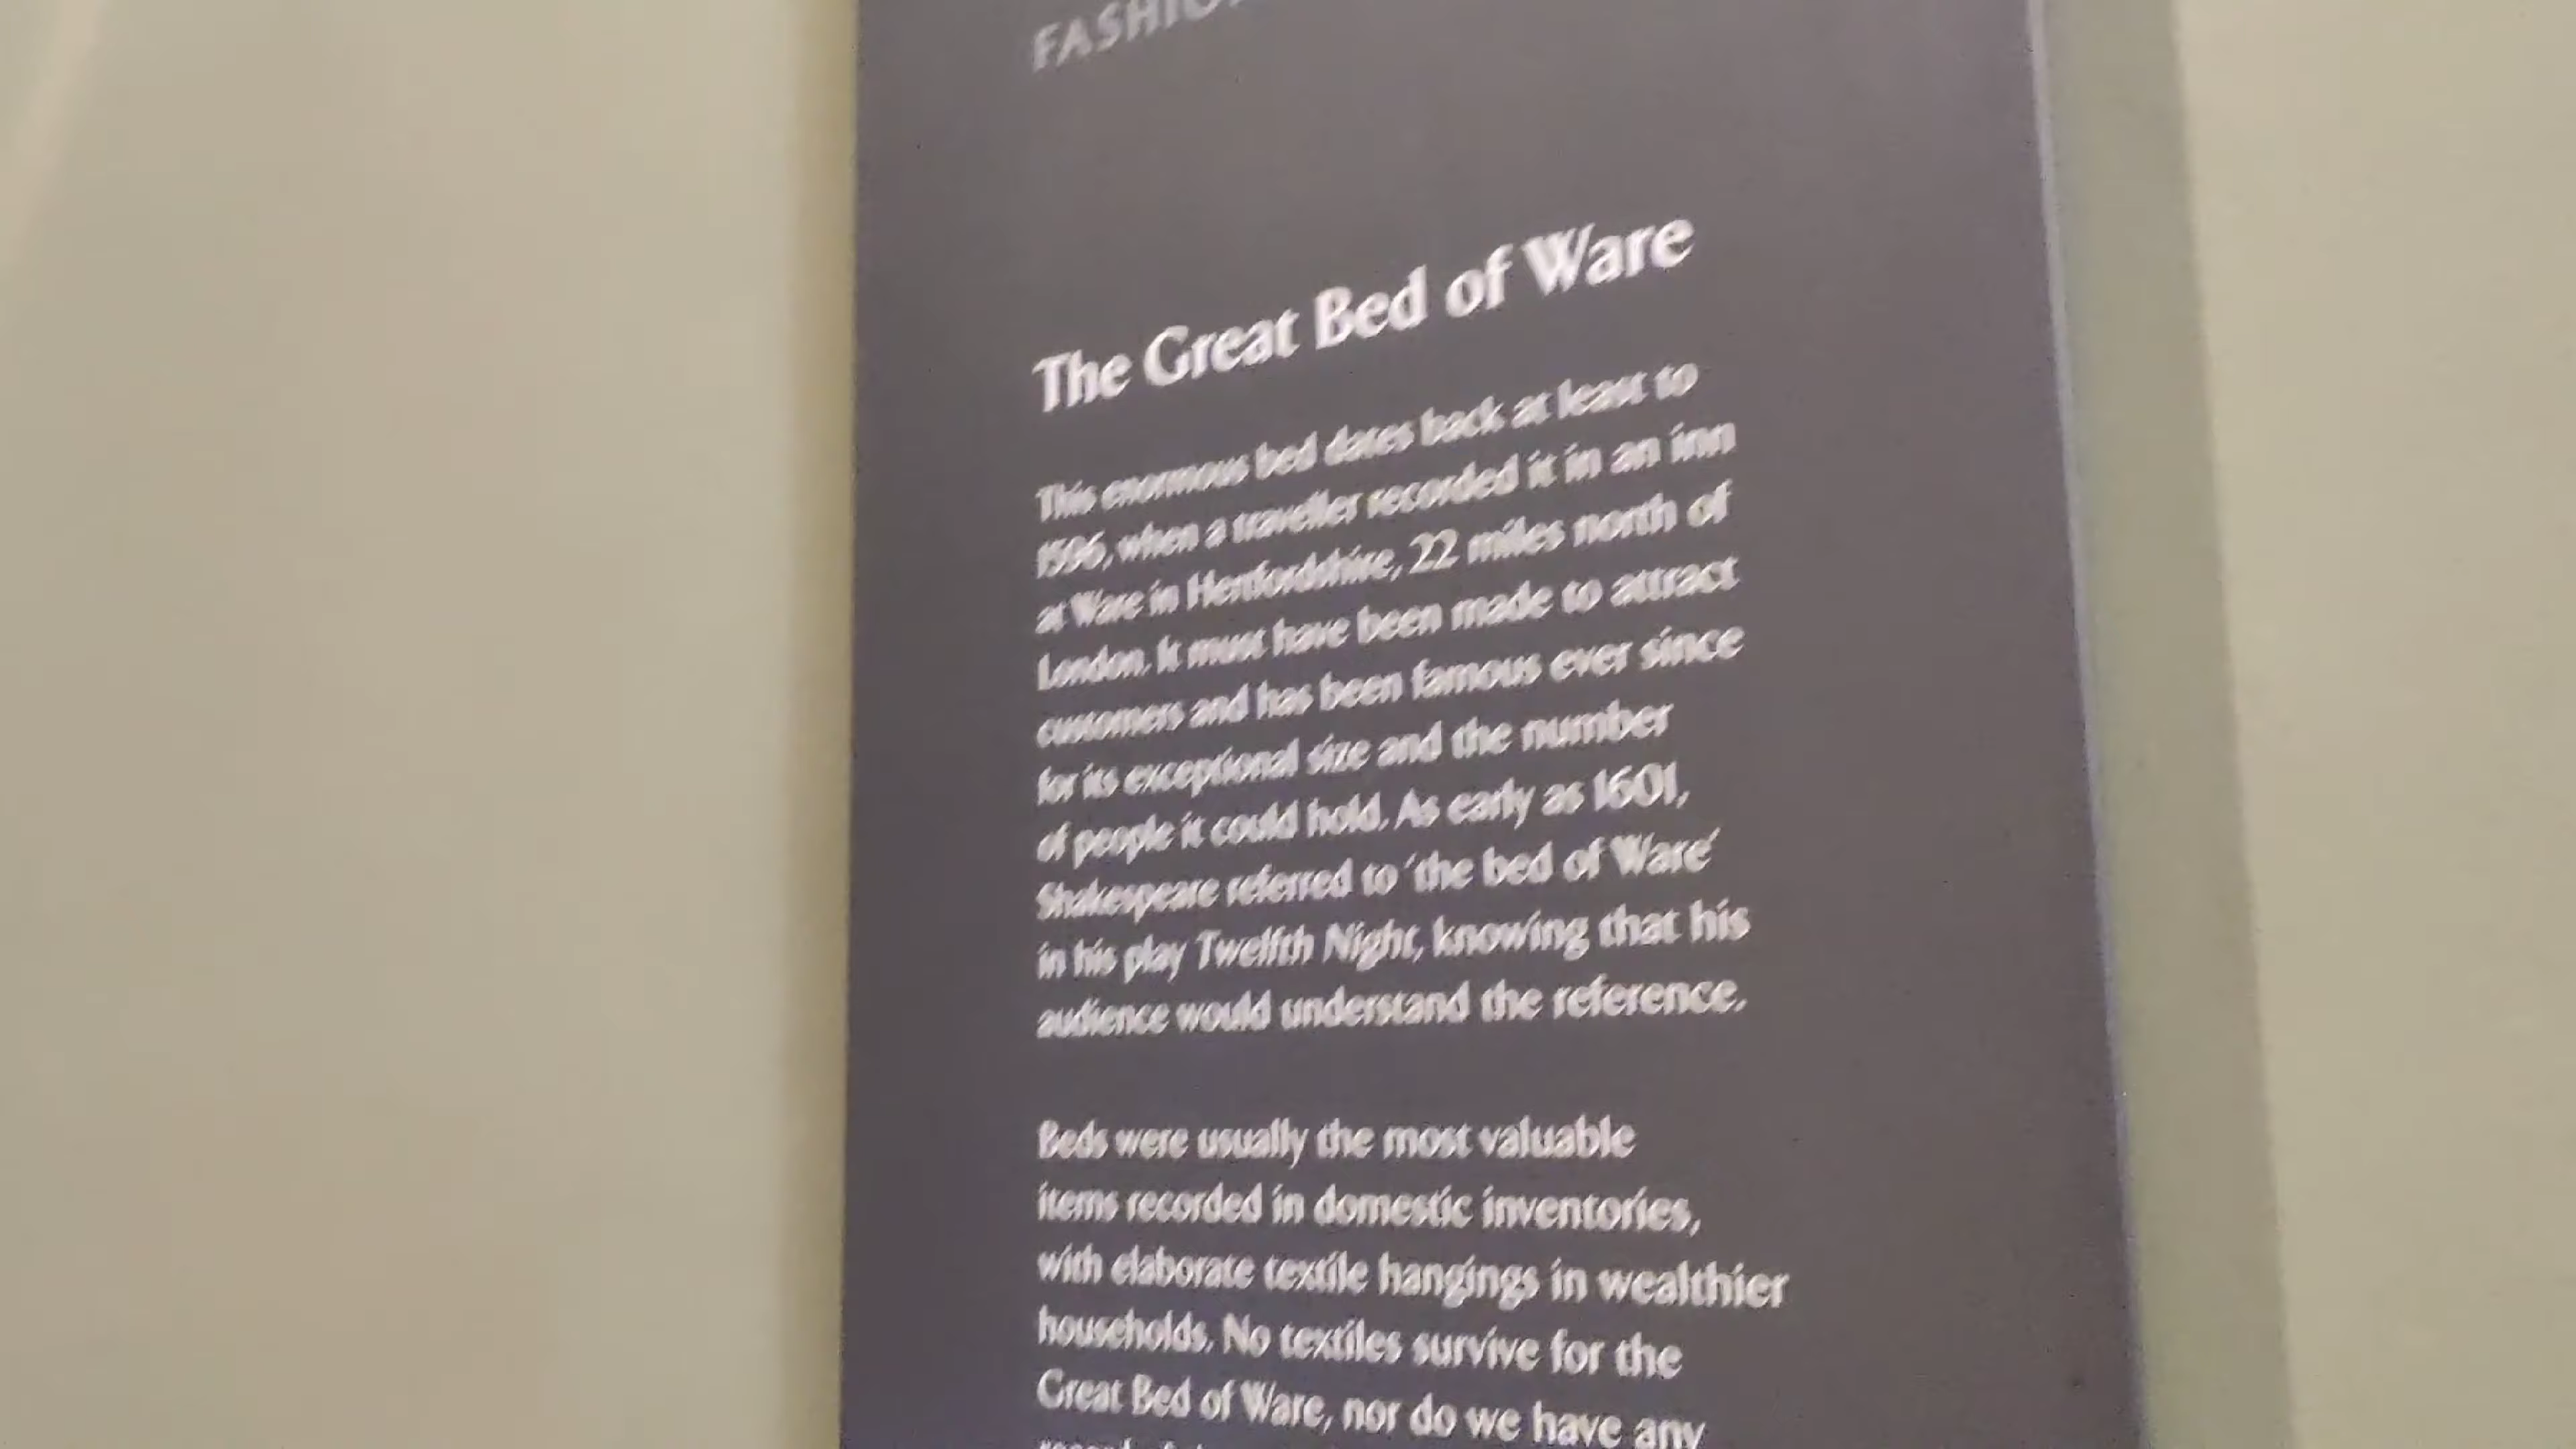 The Great Bed of Ware
This enormous bed dates back at least to
1596, when a traveller recorded it in an inn
at Ware in Hertfordshire, 22 miles north of
London. It must have been made to attract
customers and has been famous ever since
for its exceptional size and the number
of people it could hold. As early as 1601,
Shakespeare referred to ‘the bed of Ware’
in his play Twelfth Night, knowing that his
audience would understand the reference.
Beds were usually the most valuable
items recorded in domestic inventories,
with elaborate textile hangings in wealthier
households. No textiles survive for the
Great Bed of Ware, nor do we have any